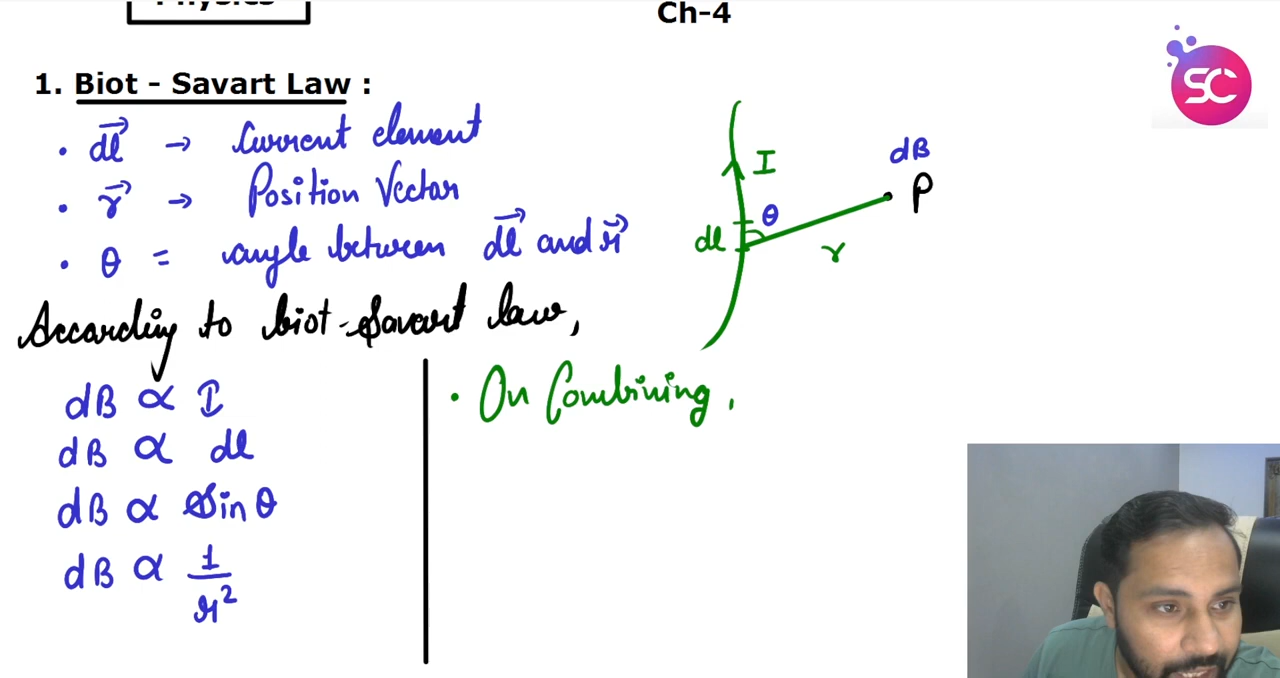 Physics
Ch-4
SC
1. Biot - Savart Law :
• dl⃗ → Current element
• r⃗ → Position Vector
• θ = angle between dl⃗ and r⃗
According to biot-Savart law,
dB ∝ I
dB ∝ dl
dB ∝ Sin θ
dB ∝ 1/r²
• On Combining,
I
dB
P
θ
dl
r